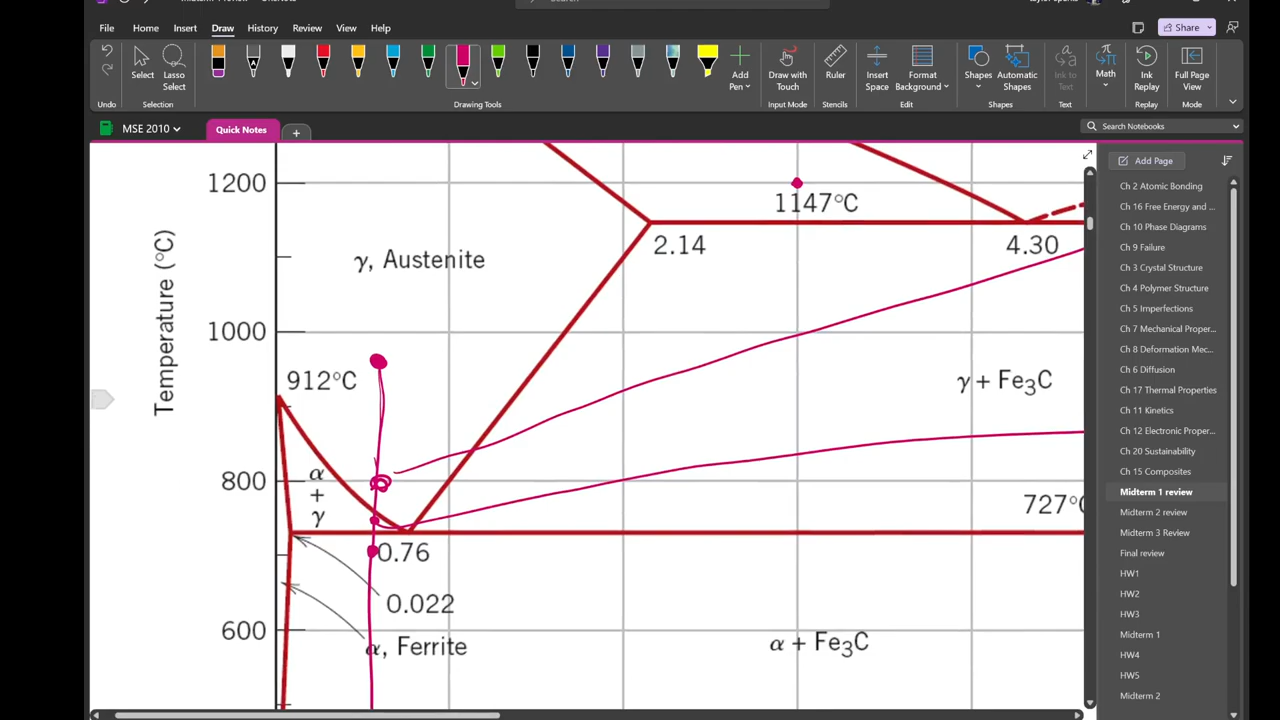 File Home Insert Draw History Review View Help
Share
Select
Lasso Select
Add Pen
Draw with Touch
Ruler
Insert Space
Format Background
Shapes
Automatic Shapes
Ink to Text
Math
Ink Replay
Full Page View
Undo
Selection
Drawing Tools
Input Mode
Stencils
Edit
Shapes
Text
Math
Replay
Mode
MSE 2010
Quick Notes
Search Notebooks
Add Page
Ch 2 Atomic Bonding
Ch 16 Free Energy and ...
Ch 10 Phase Diagrams
Ch 9 Failure
Ch 3 Crystal Structure
Ch 4 Polymer Structure
Ch 5 Imperfections
Ch 7 Mechanical Proper...
Ch 8 Deformation Mec...
Ch 6 Diffusion
Ch 17 Thermal Properties
Ch 11 Kinetics
Ch 12 Electronic Proper...
Ch 20 Sustainability
Ch 15 Composites
Midterm 1 review
Midterm 2 review
Midterm 3 Review
Final review
HW1
HW2
HW3
Midterm 1
HW4
HW5
Midterm 2
Temperature (°C)
1200
1147°C
2.14
4.30
γ, Austenite
1000
912°C
γ + Fe3C
800
α
+
γ
727°
0.76
0.022
600
α, Ferrite
α + Fe3C